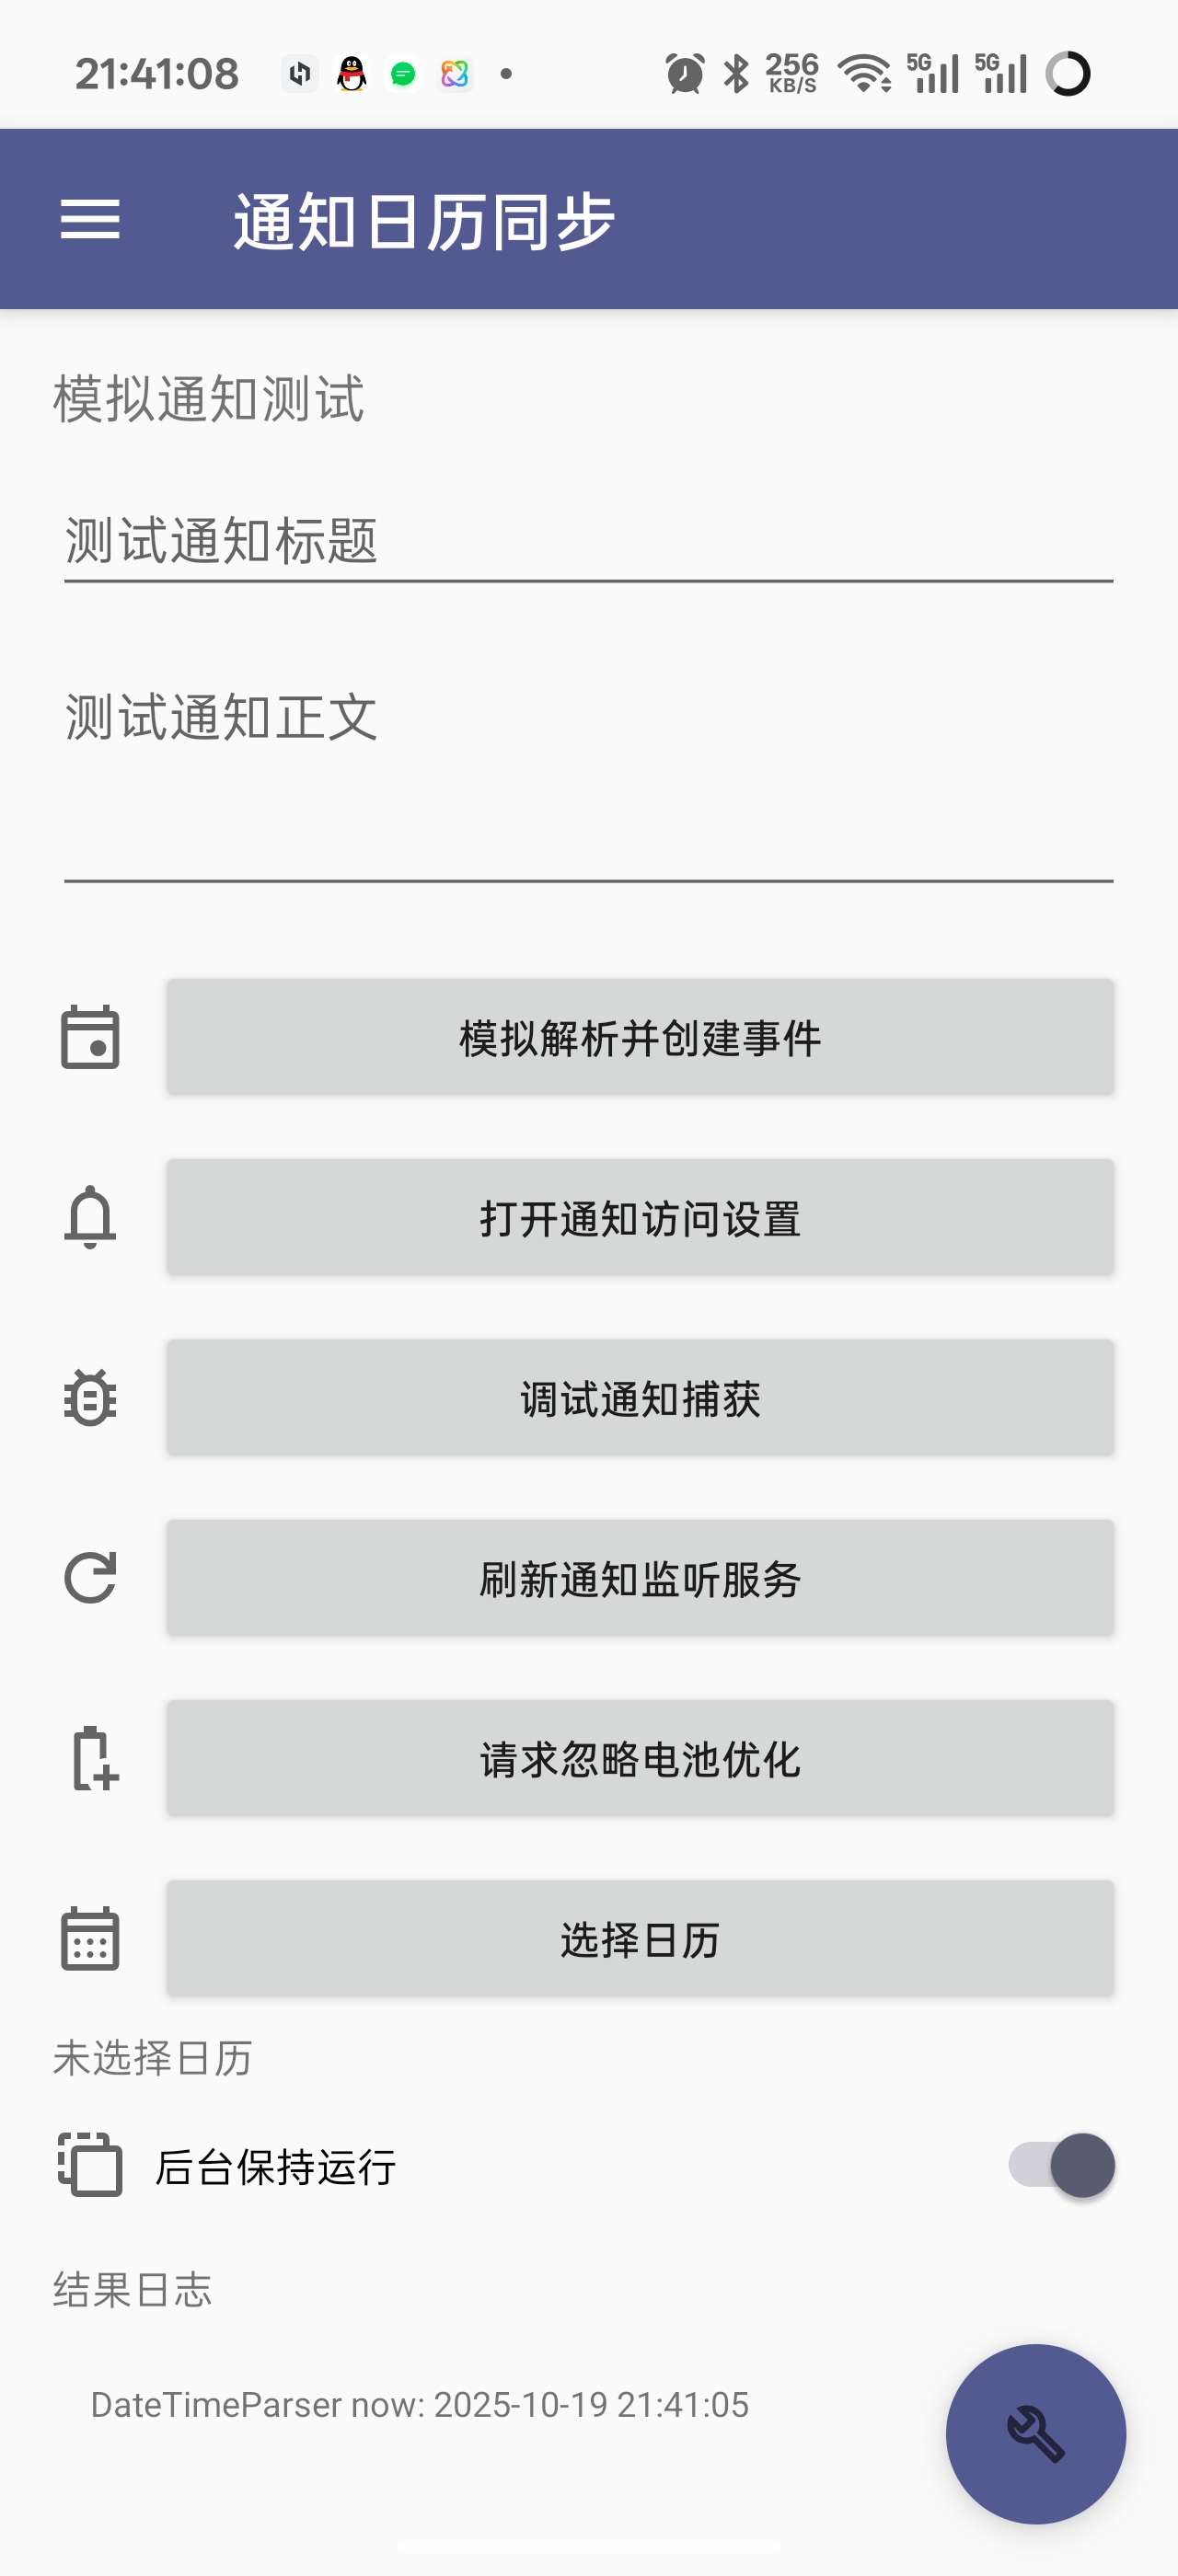 21:41:08
256
KB/S
5G
5G
通知日历同步
模拟通知测试
测试通知标题
测试通知正文
模拟解析并创建事件
打开通知访问设置
调试通知捕获
刷新通知监听服务
请求忽略电池优化
选择日历
未选择日历
后台保持运行
结果日志
DateTimeParser now: 2025-10-19 21:41:05